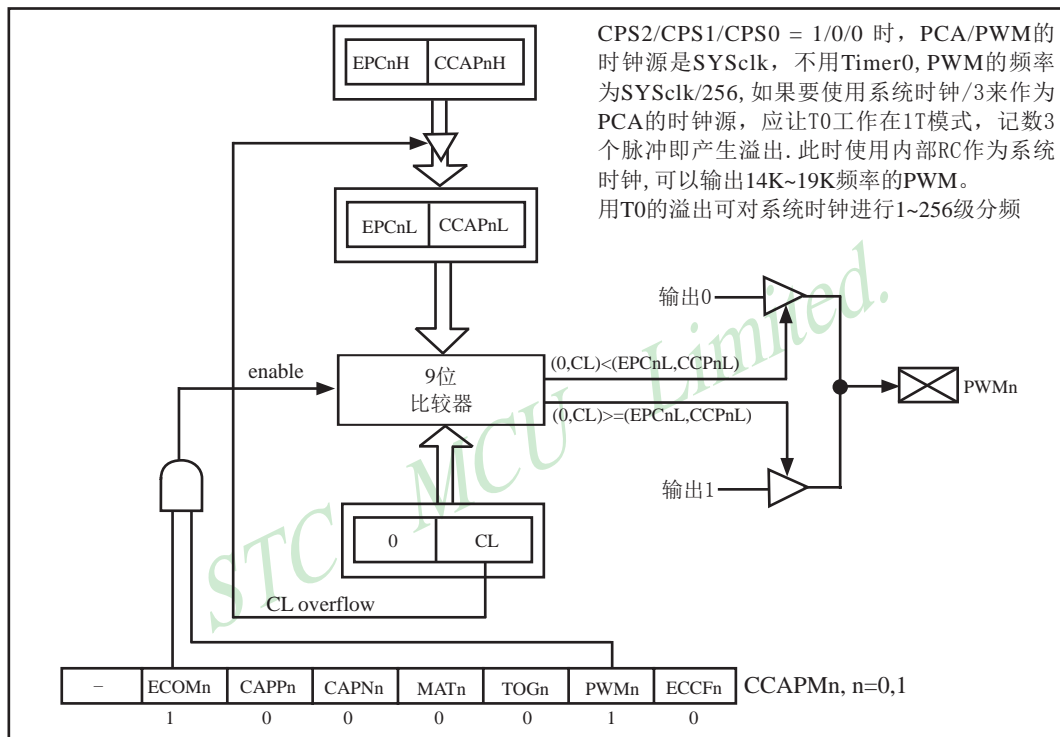 CPS2/CPS1/CPS0 = 1/0/0 时，PCA/PWM的
时钟源是SYSclk，不用Timer0, PWM的频率
为SYSclk/256, 如果要使用系统时钟/3来作为
PCA的时钟源，应让T0工作在1T模式，记数3
个脉冲即产生溢出. 此时使用内部RC作为系统
时钟, 可以输出14K~19K频率的PWM。
用T0的溢出可对系统时钟进行1~256级分频
EPCnH CCAPnH
EPCnL CCAPnL
输出0
enable
9位
比较器
(0,CL)<(EPCnL,CCPnL)
(0,CL)>=(EPCnL,CCPnL)
PWMn
输出1
0 CL
CL overflow
STC MCU Limited.
– ECOMn CAPPn CAPNn MATn TOGn PWMn ECCFn CCAPMn, n=0,1
1 0 0 0 0 1 0